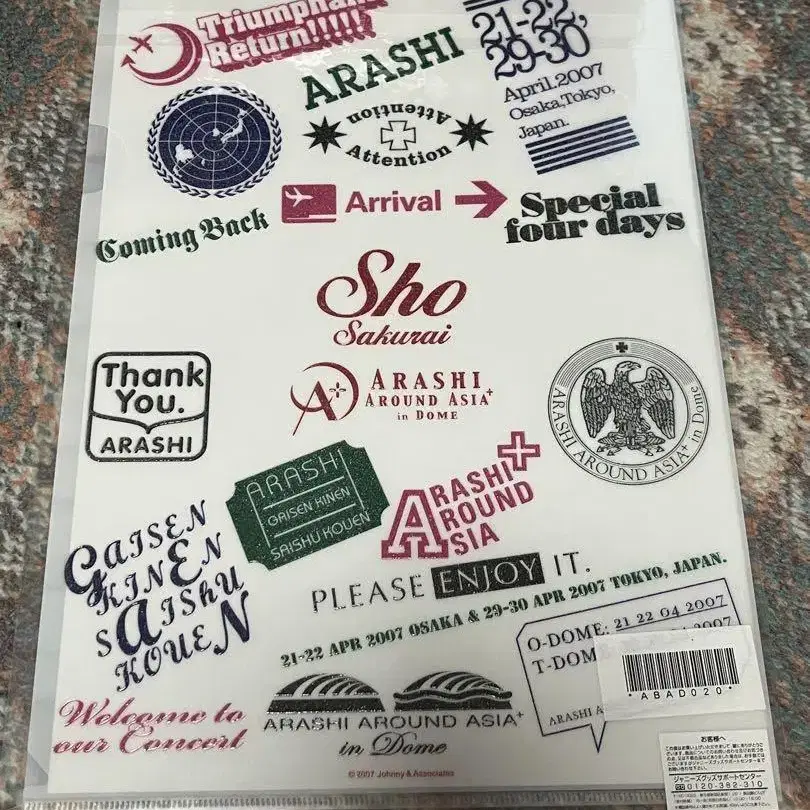 Triumphant
Return!!!!!
ARASHI
21-22,
29-30
April.2007
Osaka,Tokyo,
Japan.
Attention
Attention
Arrival
Special
four days
Coming Back
Sho
Sakurai
Thank
You.
ARASHI
ARASHI
AROUND ASIA+
in DOME
ARASHI AROUND ASIA+ in Dome
ARASHI
GAISEN KINEN
SAISHU KOUEN
ARASHI
AROUND
ASIA
GAISEN
KINEN
SAISHU
KOUEN
PLEASE ENJOY IT.
21-22 APR 2007 OSAKA & 29-30 APR 2007 TOKYO, JAPAN.
O-DOME: 21 22 04 2007
T-DOM
2007
ARASHI A
*ABAD020*
Welcome to
our Concert
ARASHI AROUND ASIA+
in Dome
© 2007 Johnny & Associates
お客様へ
ジャニーズグッズサポートセンター
0120-382-310